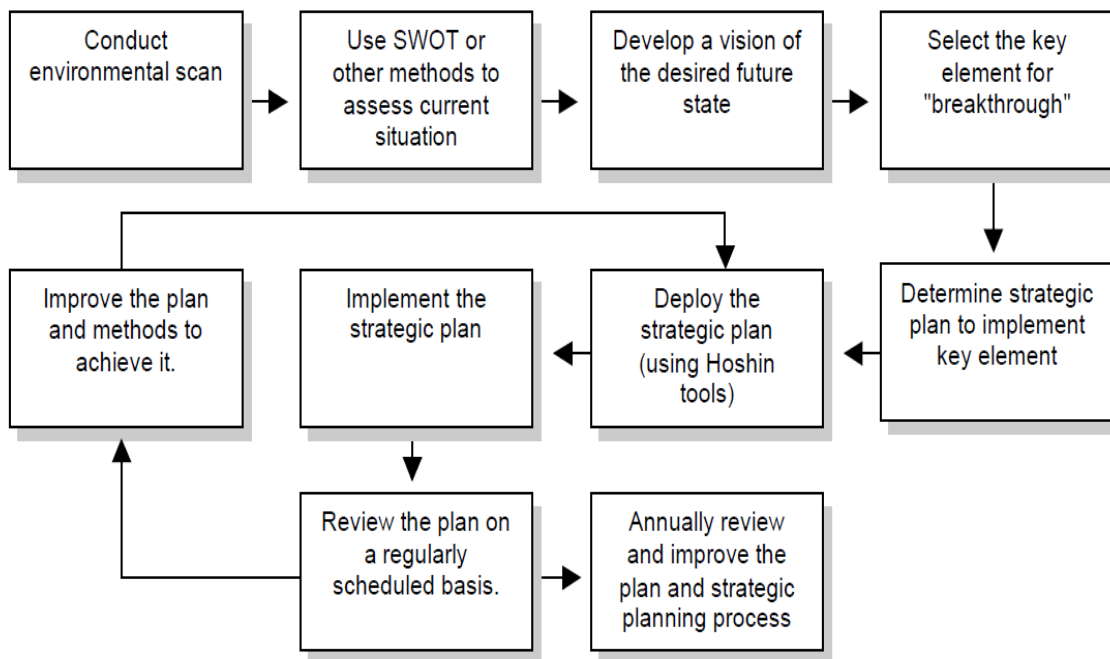 Conduct
environmental scan
Use SWOT or
other methods to
assess current
situation
Develop a vision of
the desired future
state
Select the key
element for
"breakthrough"
Improve the plan
and methods to
achieve it.
Implement the
strategic plan
Deploy the
strategic plan
(using Hoshin
tools)
Determine strategic
plan to implement
key element
Review the plan on
a regularly
scheduled basis.
Annually review
and improve the
plan and strategic
planning process